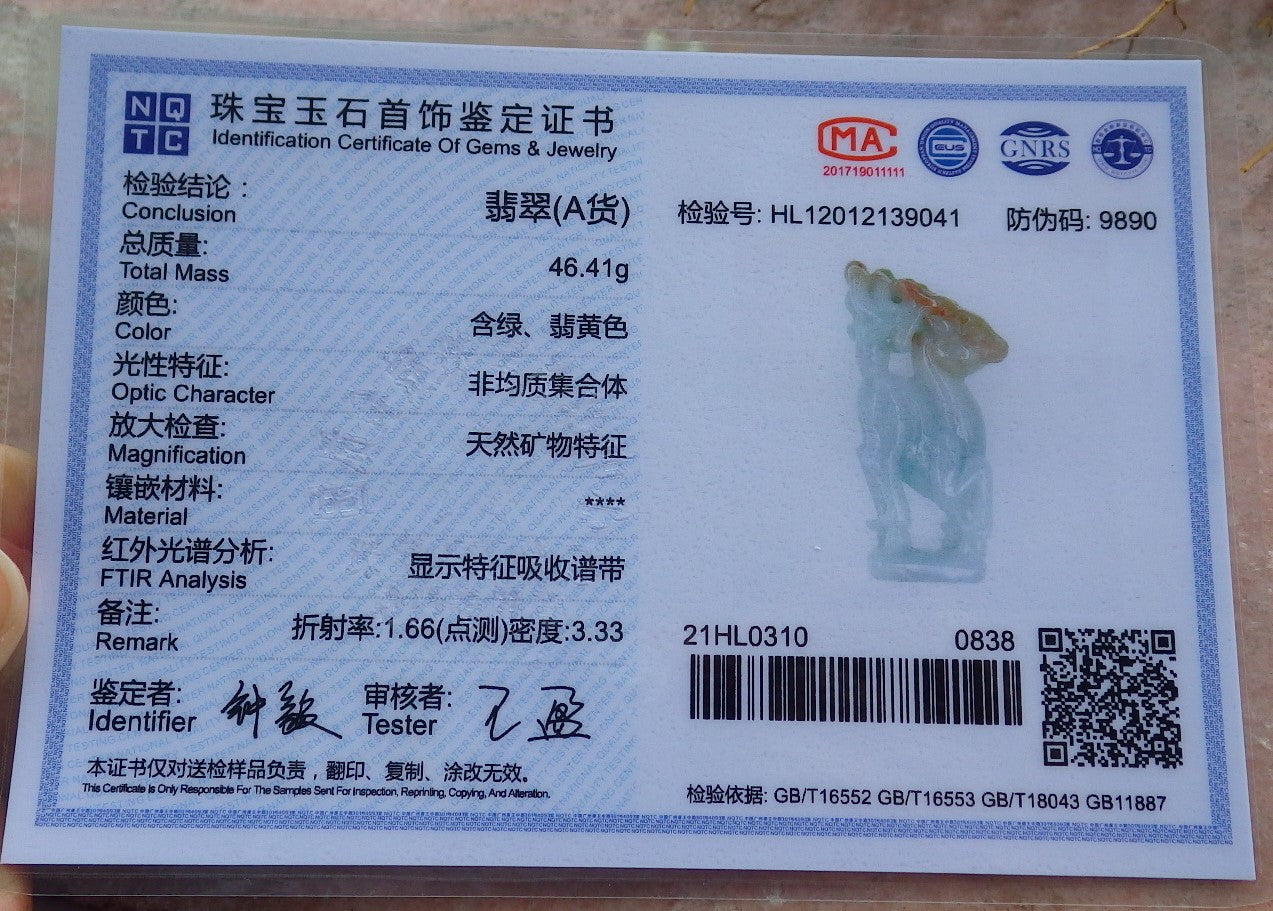 NQ
TC
珠宝玉石首饰鉴定证书
Identification Certificate Of Gems & Jewelry
检验结论：
Conclusion
翡翠(A货)
总质量:
Total Mass
46.41g
颜色:
Color
含绿、翡黄色
光性特征:
Optic Character
非均质集合体
放大检查:
Magnification
天然矿物特征
镶嵌材料:
Material
****
红外光谱分析:
FTIR Analysis
显示特征吸收谱带
备注:
Remark
折射率:1.66(点测)密度:3.33
鉴定者:
Identifier
审核者:
Tester
本证书仅对送检样品负责，翻印、复制、涂改无效。
This Certificate Is Only Responsible For The Samples Sent For Inspection, Reprinting, Copying, And Alteration.
MA
201719011111
GNRS
检验号: HL12012139041
防伪码: 9890
21HL0310
0838
检验依据: GB/T16552 GB/T16553 GB/T18043 GB11887